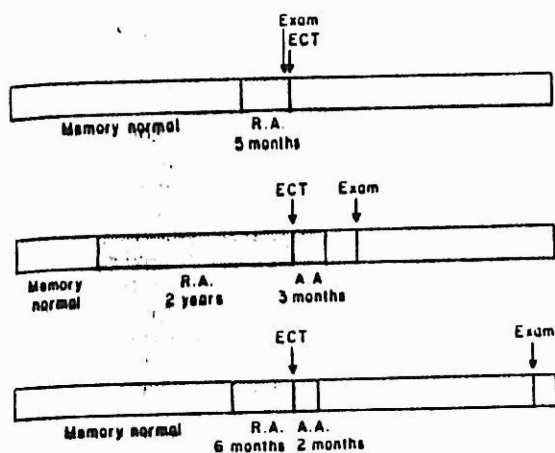 Exam
ECT
Memory normal R.A.
5 months
ECT Exam
Memory normal R.A. 2 years A A 3 months
ECT Exam
Memory normal R.A. A.A.
6 months 2 months